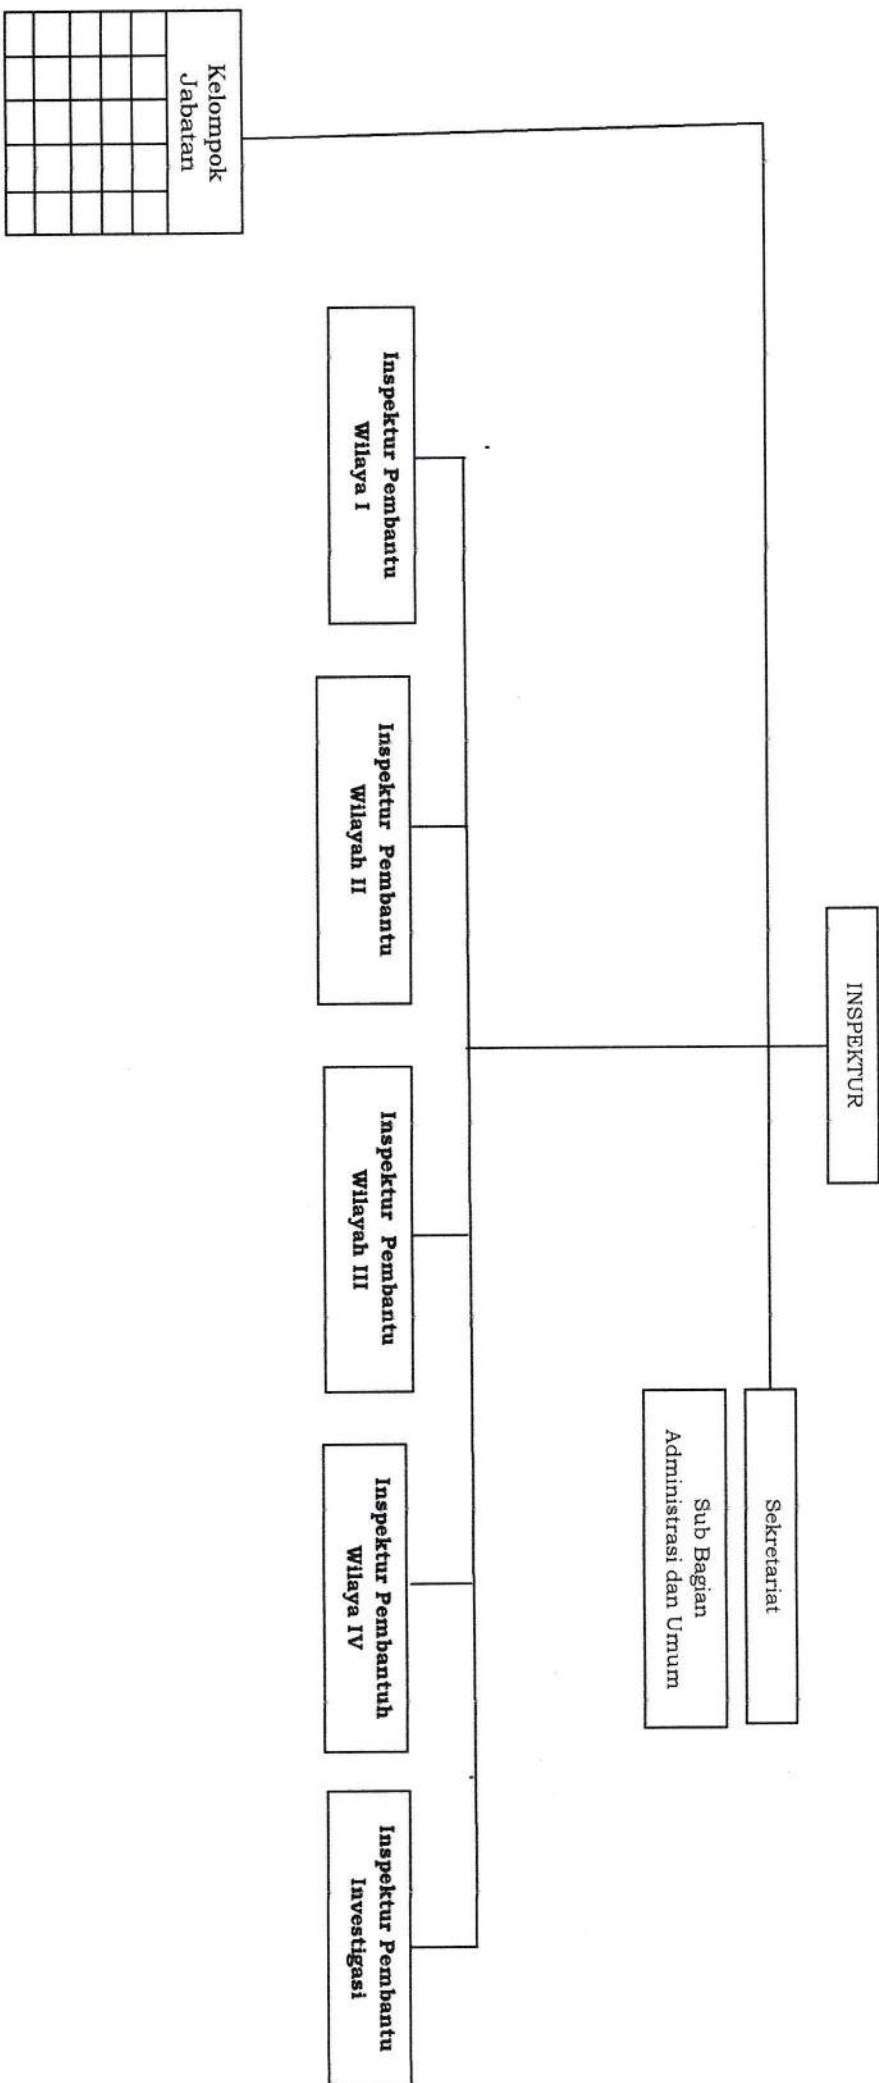 INSPEKTUR
Sekretariat
Sub Bagian
Administrasi dan Umum
Kelompok
Jabatan
Inspektur Pembantu
Wilaya I
Inspektur Pembantu
Wilayah II
Inspektur Pembantu
Wilayah III
Inspektur Pembantuh
Wilaya IV
Inspektur Pembantu
Investigasi